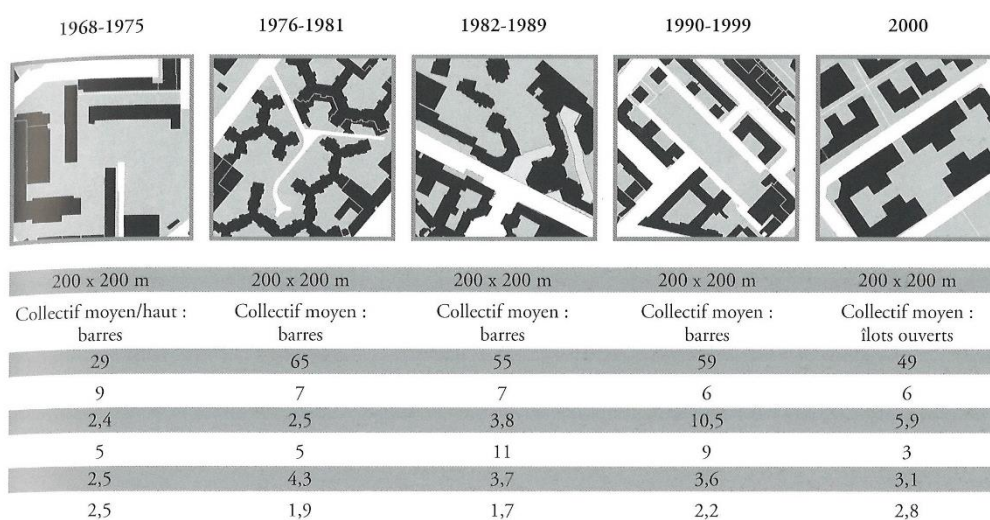 1968-1975 1976-1981 1982-1989 1990-1999 2000
200 x 200 m 200 x 200 m 200 x 200 m 200 x 200 m 200 x 200 m
Collectif moyen/haut : Collectif moyen : Collectif moyen : Collectif moyen : Collectif moyen :
barres barres barres barres îlots ouverts
29 65 55 59 49
9 7 7 6 6
2,4 2,5 3,8 10,5 5,9
5 5 11 9 3
2,5 4,3 3,7 3,6 3,1
2,5 1,9 1,7 2,2 2,8